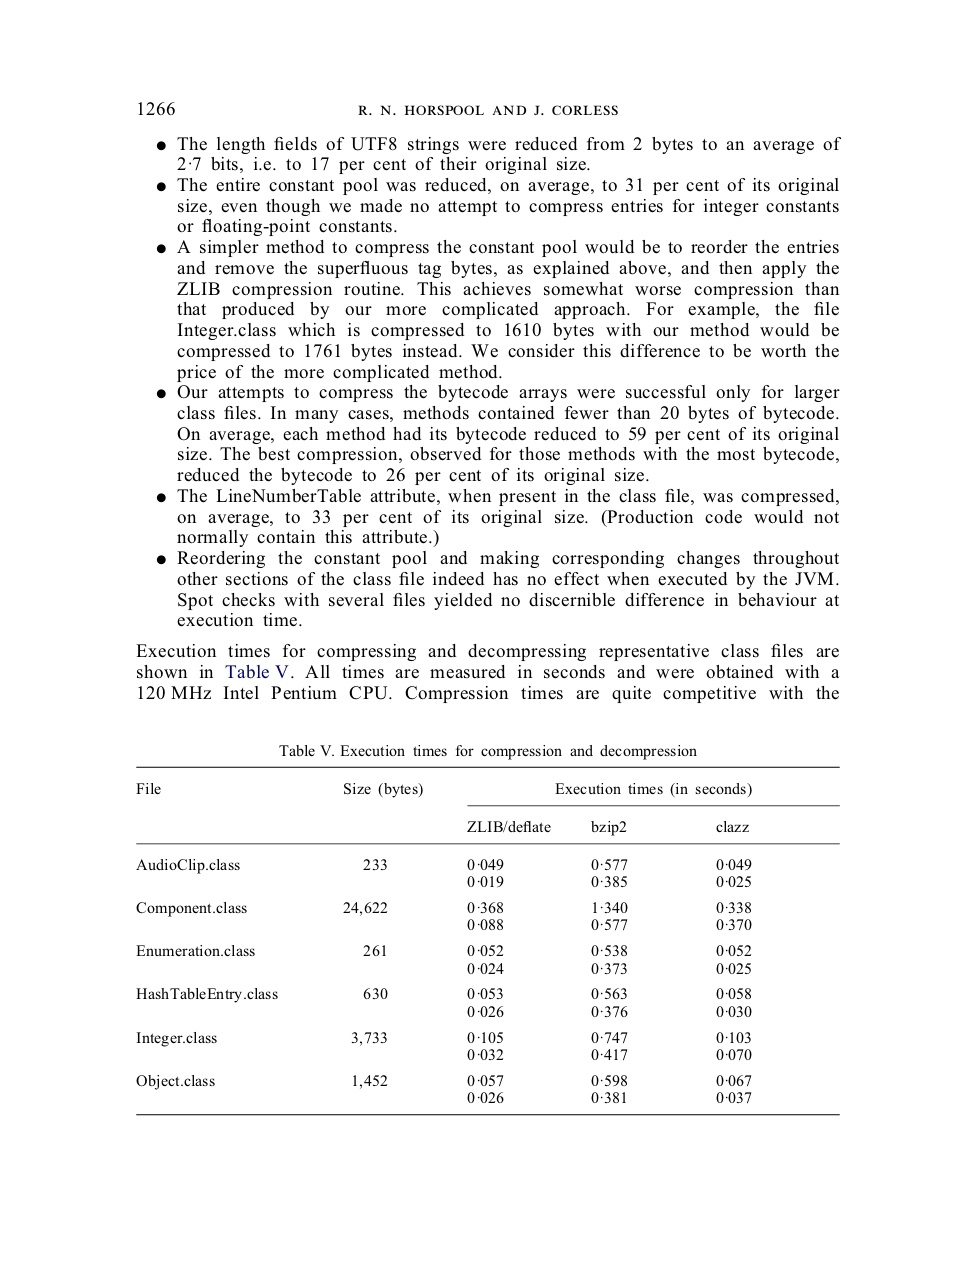 1266 R. N. HORSPOOL AND J. CORLESS
● The length fields of UTF8 strings were reduced from 2 bytes to an average of
2·7 bits, i.e. to 17 per cent of their original size.
● The entire constant pool was reduced, on average, to 31 per cent of its original
size, even though we made no attempt to compress entries for integer constants
or floating-point constants.
● A simpler method to compress the constant pool would be to reorder the entries
and remove the superfluous tag bytes, as explained above, and then apply the
ZLIB compression routine. This achieves somewhat worse compression than
that produced by our more complicated approach. For example, the file
Integer.class which is compressed to 1610 bytes with our method would be
compressed to 1761 bytes instead. We consider this difference to be worth the
price of the more complicated method.
● Our attempts to compress the bytecode arrays were successful only for larger
class files. In many cases, methods contained fewer than 20 bytes of bytecode.
On average, each method had its bytecode reduced to 59 per cent of its original
size. The best compression, observed for those methods with the most bytecode,
reduced the bytecode to 26 per cent of its original size.
● The LineNumberTable attribute, when present in the class file, was compressed,
on average, to 33 per cent of its original size. (Production code would not
normally contain this attribute.)
● Reordering the constant pool and making corresponding changes throughout
other sections of the class file indeed has no effect when executed by the JVM.
Spot checks with several files yielded no discernible difference in behaviour at
execution time.
Execution times for compressing and decompressing representative class files are
shown in Table V. All times are measured in seconds and were obtained with a
120 MHz Intel Pentium CPU. Compression times are quite competitive with the
Table V. Execution times for compression and decompression
File Size (bytes) Execution times (in seconds)
ZLIB/deflate bzip2 clazz
AudioClip.class 233 0·049 0·577 0·049
0·019 0·385 0·025
Component.class 24,622 0·368 1·340 0·338
0·088 0·577 0·370
Enumeration.class 261 0·052 0·538 0·052
0·024 0·373 0·025
HashTableEntry.class 630 0·053 0·563 0·058
0·026 0·376 0·030
Integer.class 3,733 0·105 0·747 0·103
0·032 0·417 0·070
Object.class 1,452 0·057 0·598 0·067
0·026 0·381 0·037